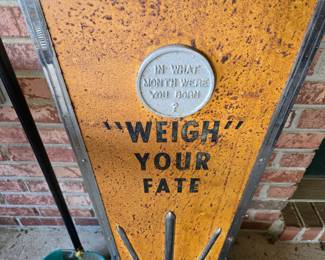 IN WHAT
MONTH WERE
YOU BORN
?
"WEIGH"
YOUR
FATE